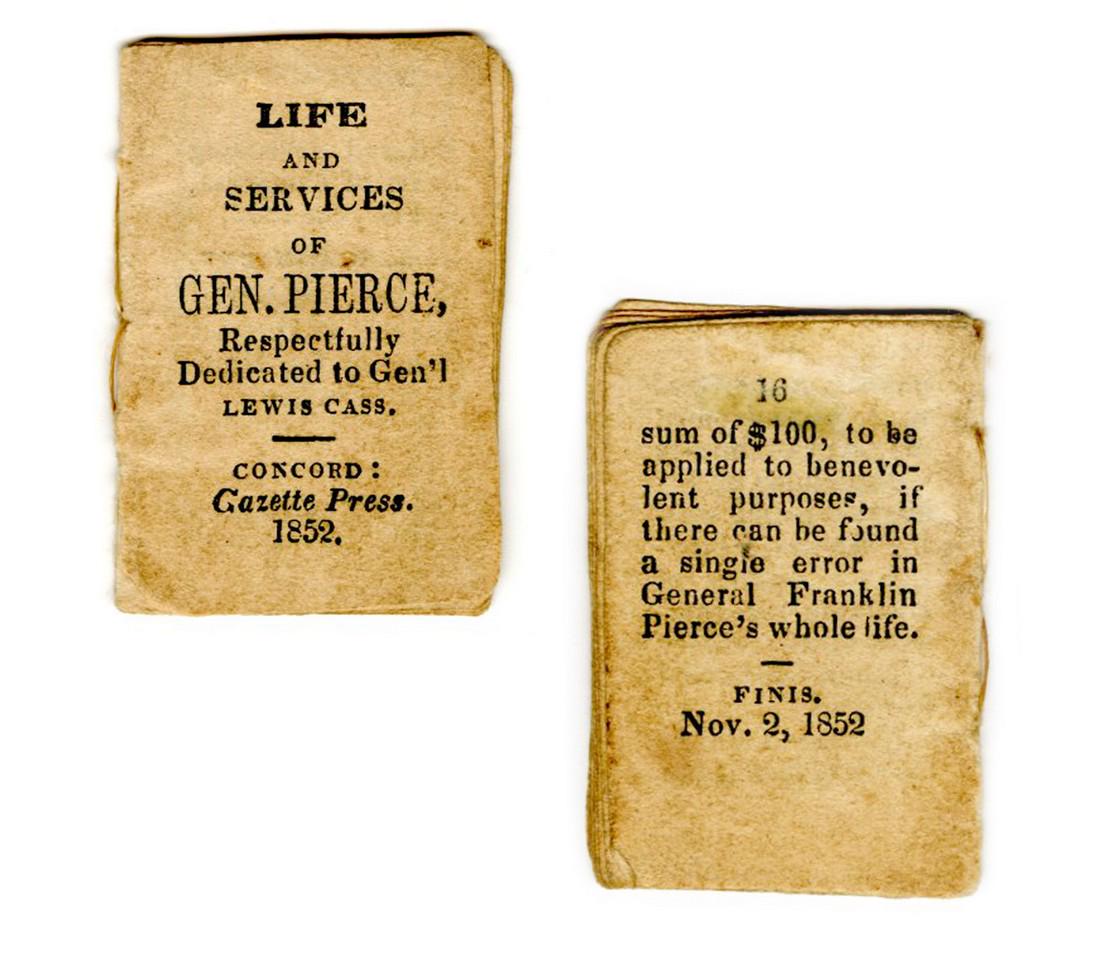 LIFE
AND
SERVICES
OF
GEN. PIERCE,
Respectfully
Dedicated to Gen'l
LEWIS CASS.
CONCORD:
Gazette Press.
1852.
16
sum of $100, to be
applied to benevo-
lent purposes, if
there can be found
a single error in
General Franklin
Pierce's whole life.
FINIS.
Nov. 2, 1852